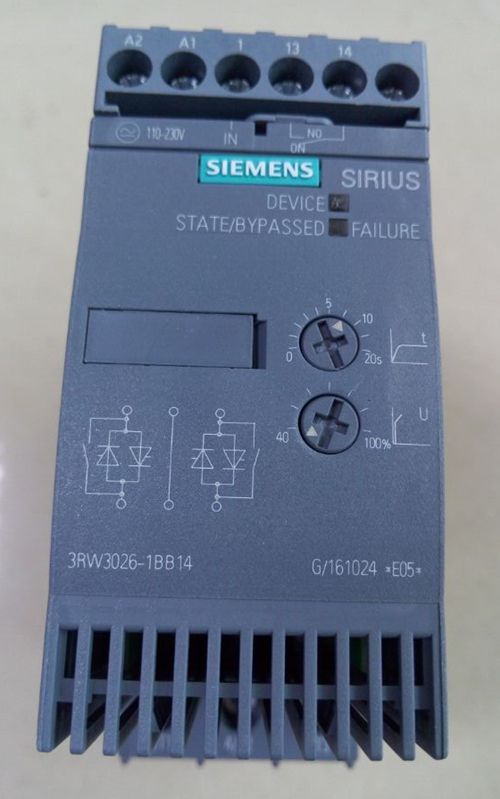 A2 A1 1 13 14
110-230V IN NO
ON
SIEMENS SIRIUS
DEVICE
STATE/BYPASSED FAILURE
5
10
0 20s t
U
40 100%
3RW3026-1BB14 G/161024 *E05*